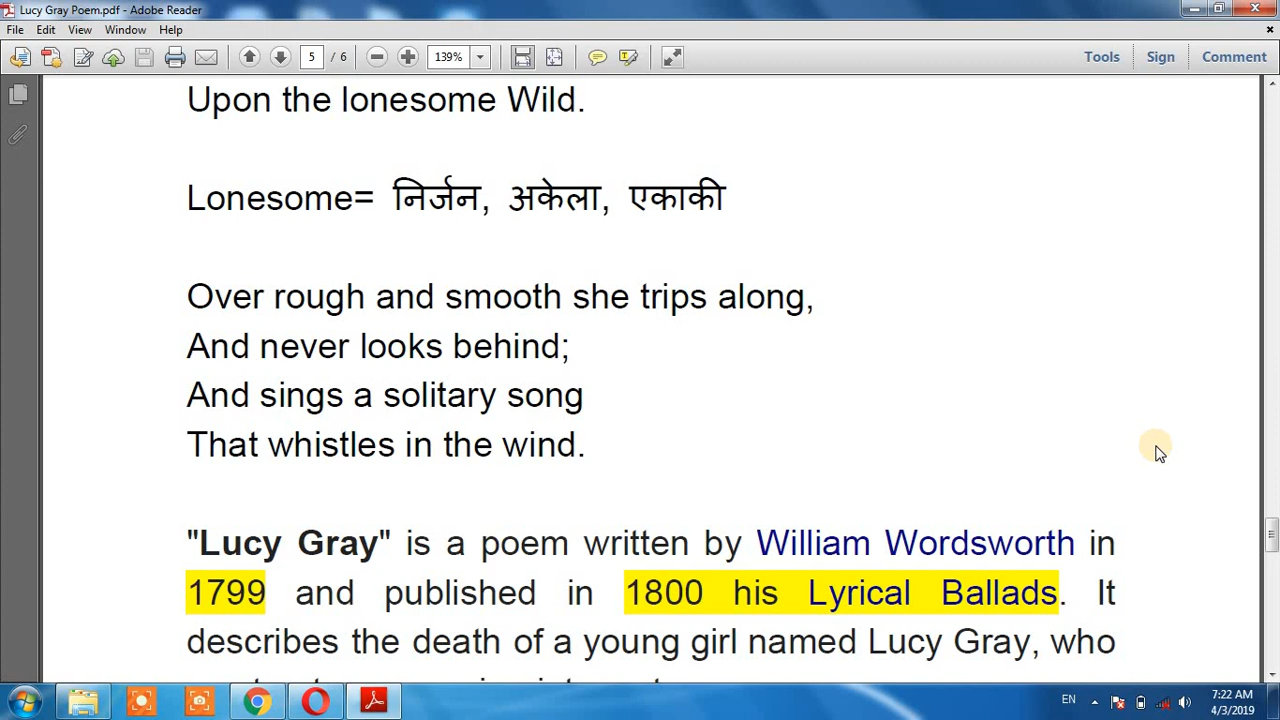 Lucy Gray Poem.pdf - Adobe Reader
File Edit View Window Help
5 / 6 139% Tools Sign Comment
Upon the lonesome Wild.
Lonesome= निर्जन, अकेला, एकाकी
Over rough and smooth she trips along,
And never looks behind;
And sings a solitary song
That whistles in the wind.
"Lucy Gray" is a poem written by William Wordsworth in
1799 and published in 1800 his Lyrical Ballads. It
describes the death of a young girl named Lucy Gray, who
EN 7:22 AM
4/3/2019